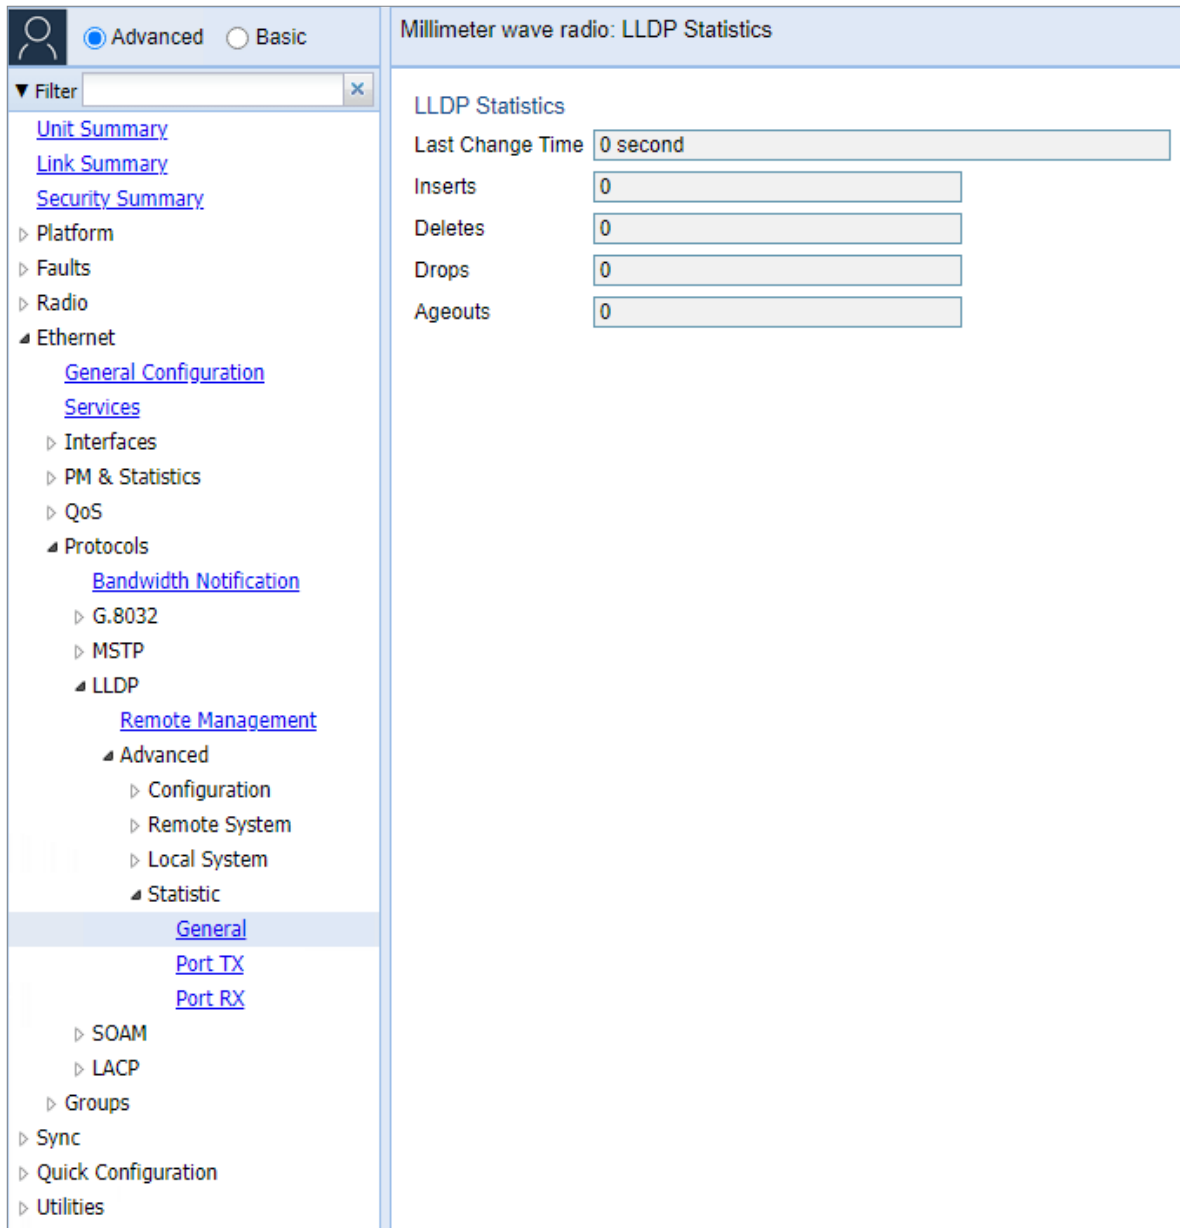 Advanced Basic
Filter
Unit Summary
Link Summary
Security Summary
Platform
Faults
Radio
Ethernet
General Configuration
Services
Interfaces
PM & Statistics
QoS
Protocols
Bandwidth Notification
G.8032
MSTP
LLDP
Remote Management
Advanced
Configuration
Remote System
Local System
Statistic
General
Port TX
Port RX
SOAM
LACP
Groups
Sync
Quick Configuration
Utilities
Millimeter wave radio: LLDP Statistics
LLDP Statistics
Last Change Time 0 second
Inserts 0
Deletes 0
Drops 0
Ageouts 0